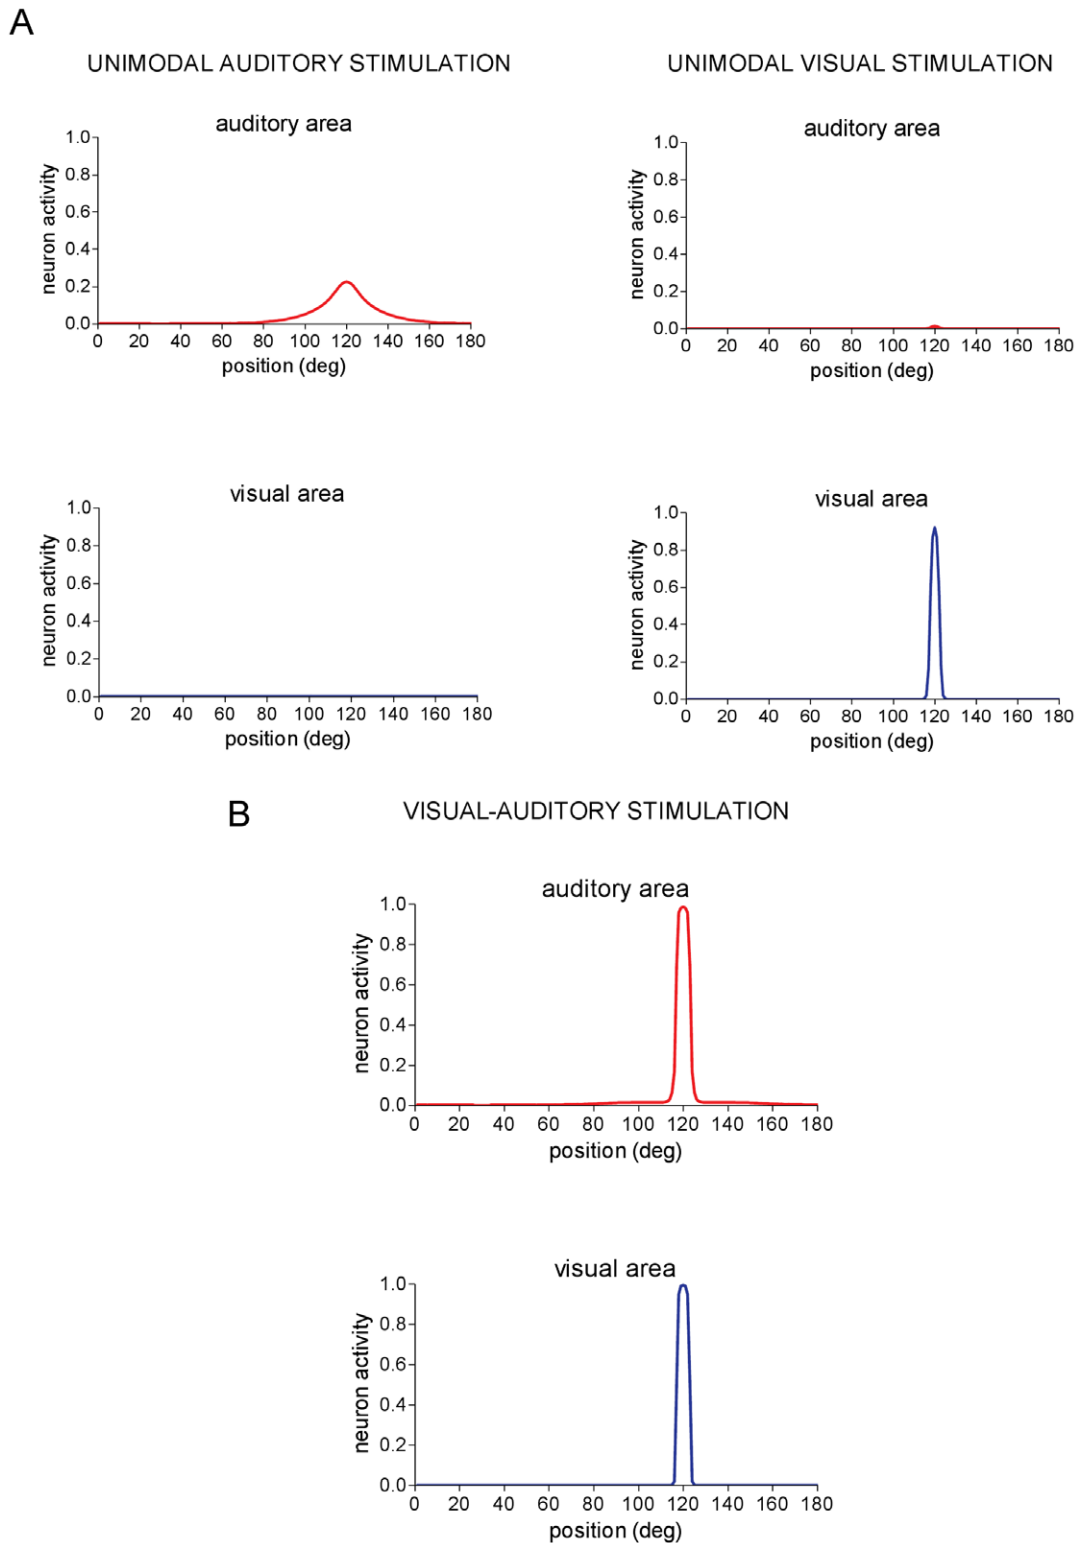 A
UNIMODAL AUDITORY STIMULATION
UNIMODAL VISUAL STIMULATION
auditory area
neuron activity
1.0
0.8
0.6
0.4
0.2
0.0
0 20 40 60 80 100 120 140 160 180
position (deg)
auditory area
neuron activity
1.0
0.8
0.6
0.4
0.2
0.0
0 20 40 60 80 100 120 140 160 180
position (deg)
visual area
neuron activity
1.0
0.8
0.6
0.4
0.2
0.0
0 20 40 60 80 100 120 140 160 180
position (deg)
visual area
neuron activity
1.0
0.8
0.6
0.4
0.2
0.0
0 20 40 60 80 100 120 140 160 180
position (deg)
B
VISUAL-AUDITORY STIMULATION
auditory area
neuron activity
1.0
0.8
0.6
0.4
0.2
0.0
0 20 40 60 80 100 120 140 160 180
position (deg)
visual area
neuron activity
1.0
0.8
0.6
0.4
0.2
0.0
0 20 40 60 80 100 120 140 160 180
position (deg)